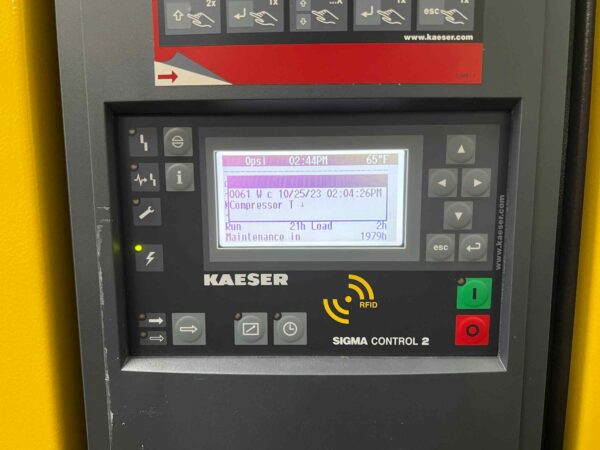 2x
1x
...x
1x
1x
esc
www.kaeser.com
0psi 02:44PM 65°F
0061 W c 10/25/23 02:04:26PM
Compressor T ↓
Run 21h Load 2h
Maintenance in 1979h
esc
www.kaeser.com
KAESER
RFID
SIGMA CONTROL 2